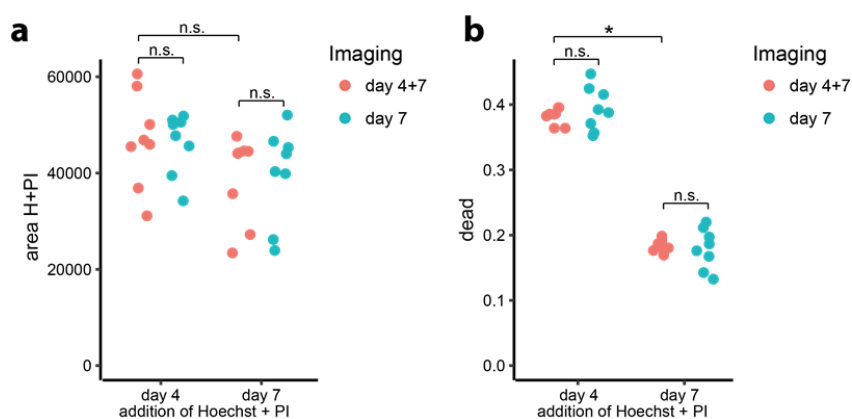 a
n.s.
n.s.
n.s.
Imaging
day 4+7
day 7
area H+PI
60000
40000
20000
0
day 4
day 7
addition of Hoechst + PI
b
*
n.s.
n.s.
Imaging
day 4+7
day 7
dead
0.4
0.3
0.2
0.1
0.0
day 4
day 7
addition of Hoechst + PI